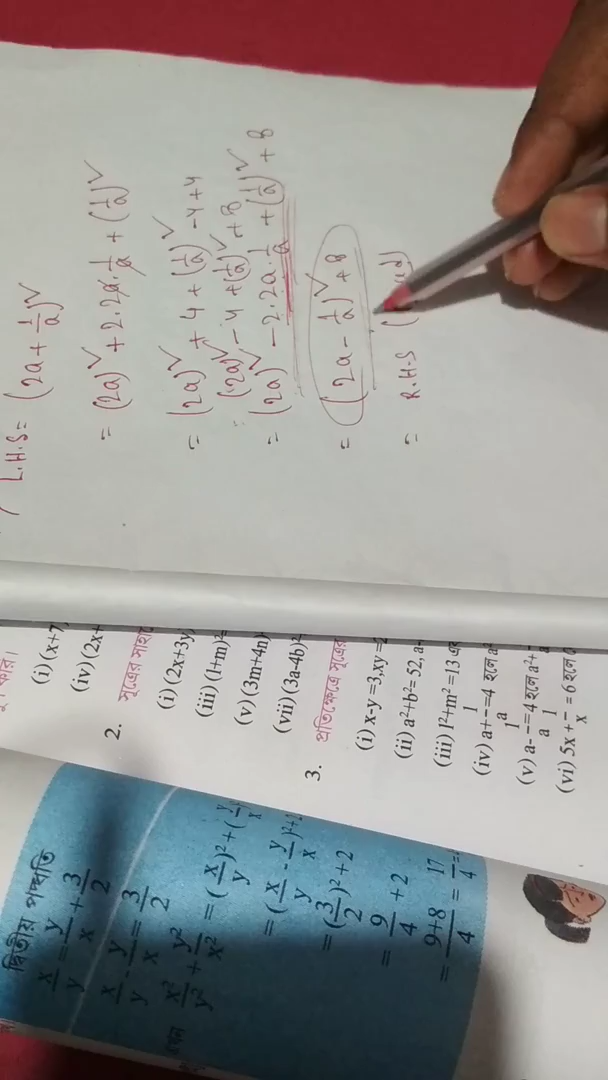 L.H.S = (2a + 1/a)²
= (2a)² + 2.2a.1/a + (1/a)²
= (2a)² + 4 + (1/a)² - 4 + 4
(2a)² - 4 + (1/a)² + 8
= (2a)² - 2.2a.1/a + (1/a)² + 8
= (2a - 1/a)² + 8
= R.H.S
(i) (x+7
(iv) (2x+
2. সূত্রের
(i) (2x+3y
(iii) (l+m)²
(v) (3m+4n)
(vii) (3a-4b)²
3. প্রতিক্ষেত্রে সূত্রের
(i) x-y=3,xy=
(ii) a²+b²=52, a
(iii) l²+m²=13
(iv) a+1/a=4 হলে a²
(v) a-1/a=4 হলে a²+
(vi) 5x+1/x=6 হলে
দ্বিতীয় পদ্ধতি
x/y = y/x + 3/2
x/y - y/x = 3/2
x²/y² + y²/x² = (x/y)² + (y/x
= (x/y - y/x)²+
= (3/2)² + 2
= 9/4 + 2
= 9+8/4 = 17/4